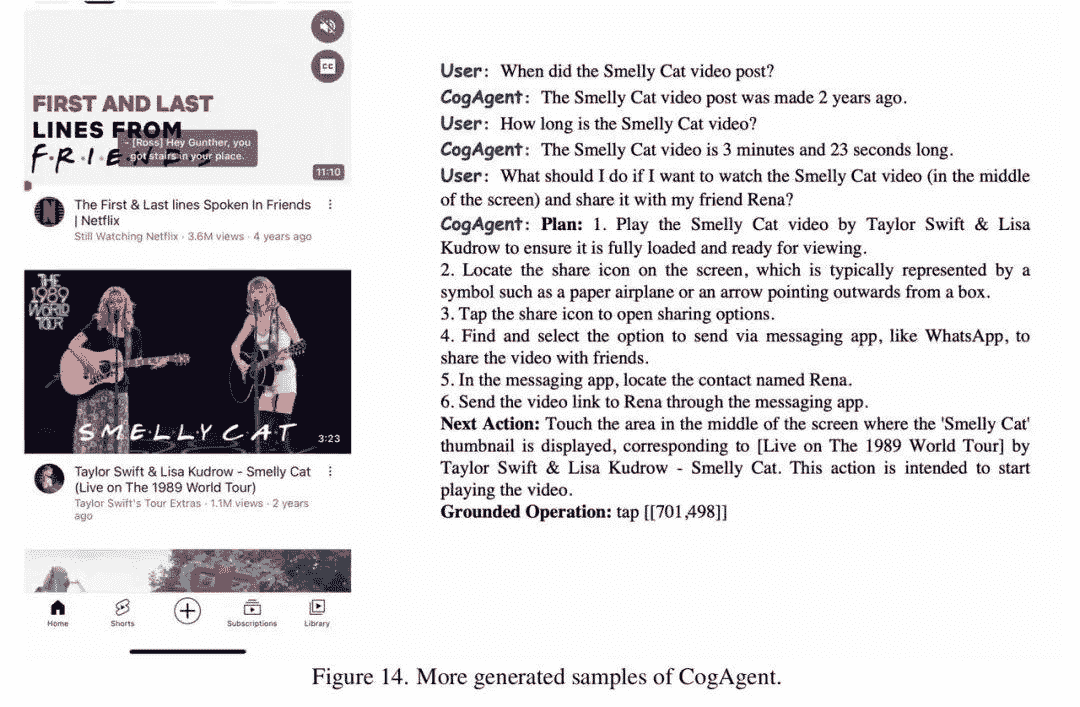 FIRST AND LAST
LINES FROM
F·R·I·E·N·D·S
- [Ross] Hey Gunther, you
got stairs in your place.
CC
11:10
The First & Last lines Spoken In Friends
| Netflix
Still Watching Netflix · 3.6M views · 4 years ago
THE
1989
WORLD
TOUR
SMELLY CAT
3:23
Taylor Swift & Lisa Kudrow - Smelly Cat
(Live on The 1989 World Tour)
Taylor Swift's Tour Extras · 1.1M views · 2 years
ago
Home
Shorts
Subscriptions
Library
User: When did the Smelly Cat video post?
CogAgent: The Smelly Cat video post was made 2 years ago.
User: How long is the Smelly Cat video?
CogAgent: The Smelly Cat video is 3 minutes and 23 seconds long.
User: What should I do if I want to watch the Smelly Cat video (in the middle
of the screen) and share it with my friend Rena?
CogAgent: Plan: 1. Play the Smelly Cat video by Taylor Swift & Lisa
Kudrow to ensure it is fully loaded and ready for viewing.
2. Locate the share icon on the screen, which is typically represented by a
symbol such as a paper airplane or an arrow pointing outwards from a box.
3. Tap the share icon to open sharing options.
4. Find and select the option to send via messaging app, like WhatsApp, to
share the video with friends.
5. In the messaging app, locate the contact named Rena.
6. Send the video link to Rena through the messaging app.
Next Action: Touch the area in the middle of the screen where the 'Smelly Cat'
thumbnail is displayed, corresponding to [Live on The 1989 World Tour] by
Taylor Swift & Lisa Kudrow - Smelly Cat. This action is intended to start
playing the video.
Grounded Operation: tap [[701,498]]
Figure 14. More generated samples of CogAgent.